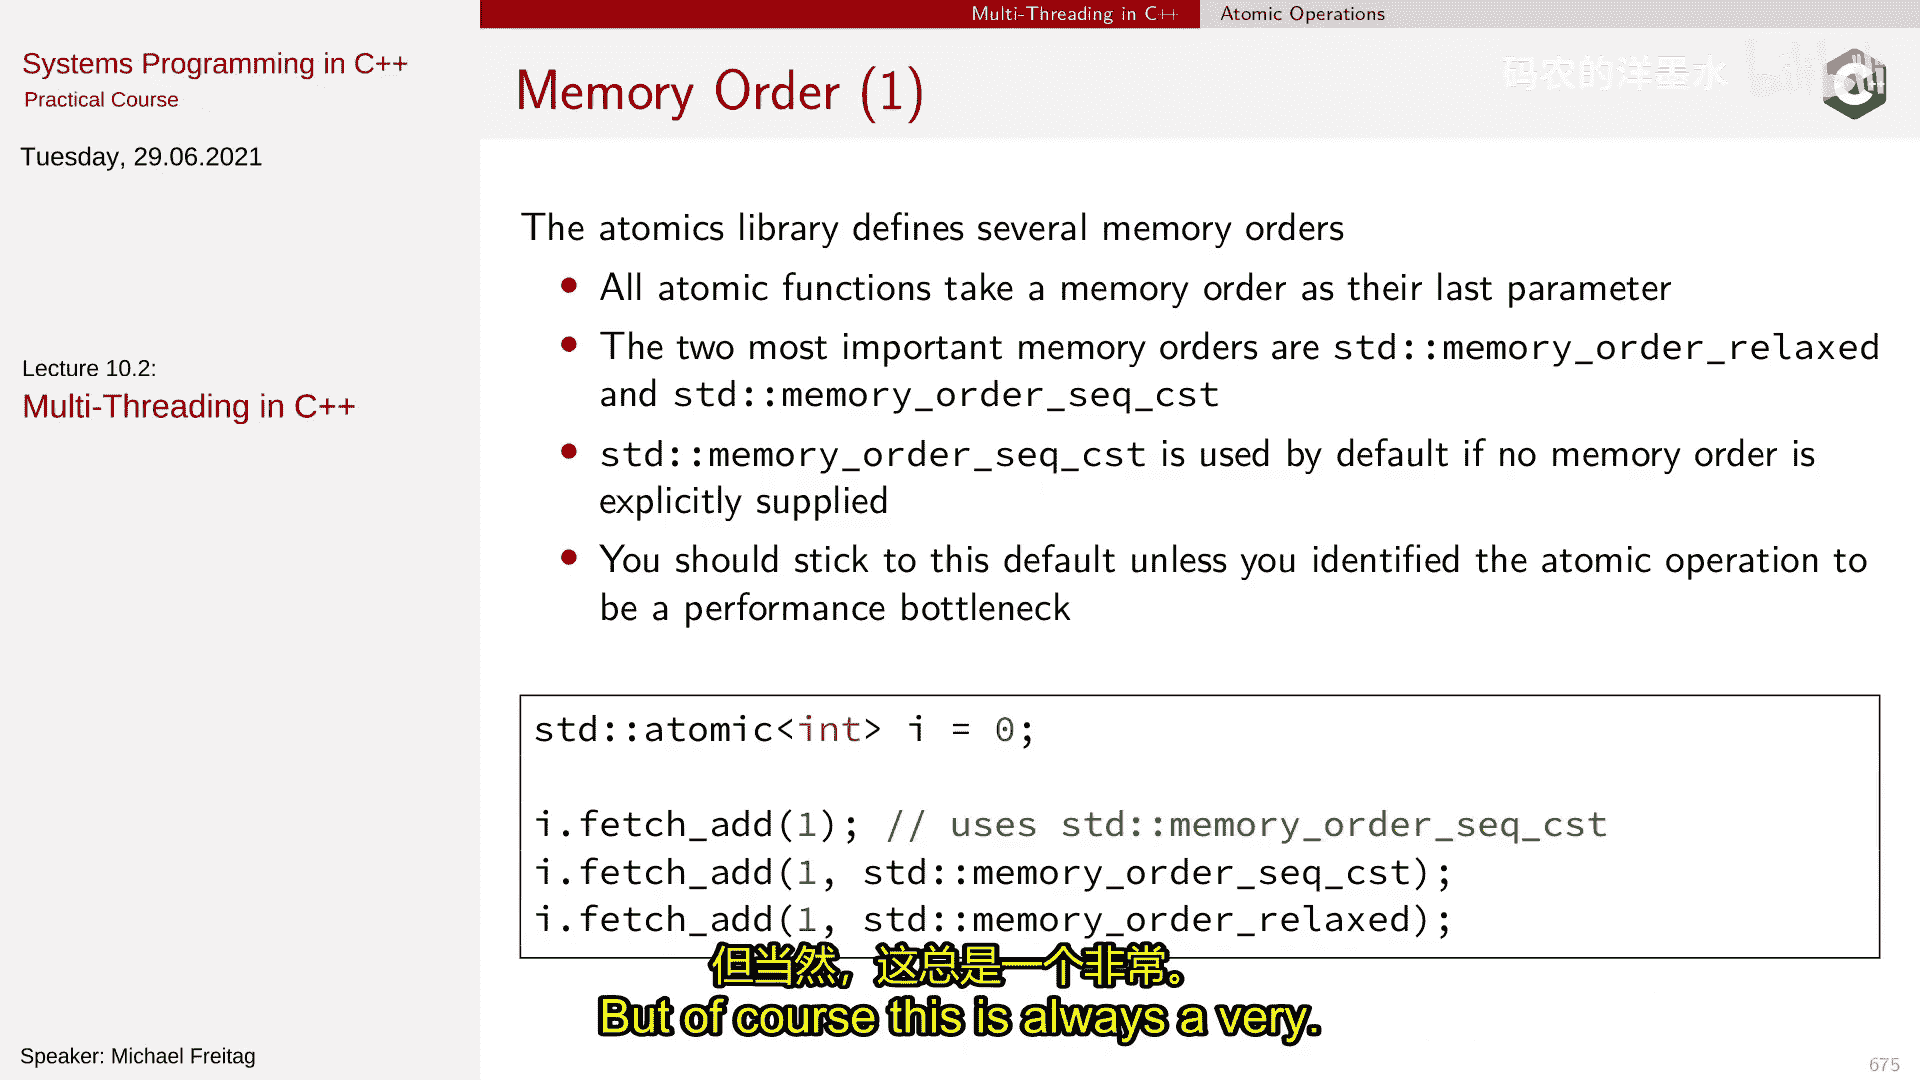 Multi-Threading in C++
Atomic Operations
Systems Programming in C++
Practical Course
Tuesday, 29.06.2021
Lecture 10.2:
Multi-Threading in C++
Speaker: Michael Freitag
Memory Order (1)
码农的洋墨水
The atomics library defines several memory orders
• All atomic functions take a memory order as their last parameter
• The two most important memory orders are std::memory_order_relaxed
and std::memory_order_seq_cst
• std::memory_order_seq_cst is used by default if no memory order is
explicitly supplied
• You should stick to this default unless you identified the atomic operation to
be a performance bottleneck
std::atomic<int> i = 0;
i.fetch_add(1); // uses std::memory_order_seq_cst
i.fetch_add(1, std::memory_order_seq_cst);
i.fetch_add(1, std::memory_order_relaxed);
但当然，这总是一个非常。
But of course this is always a very.
675